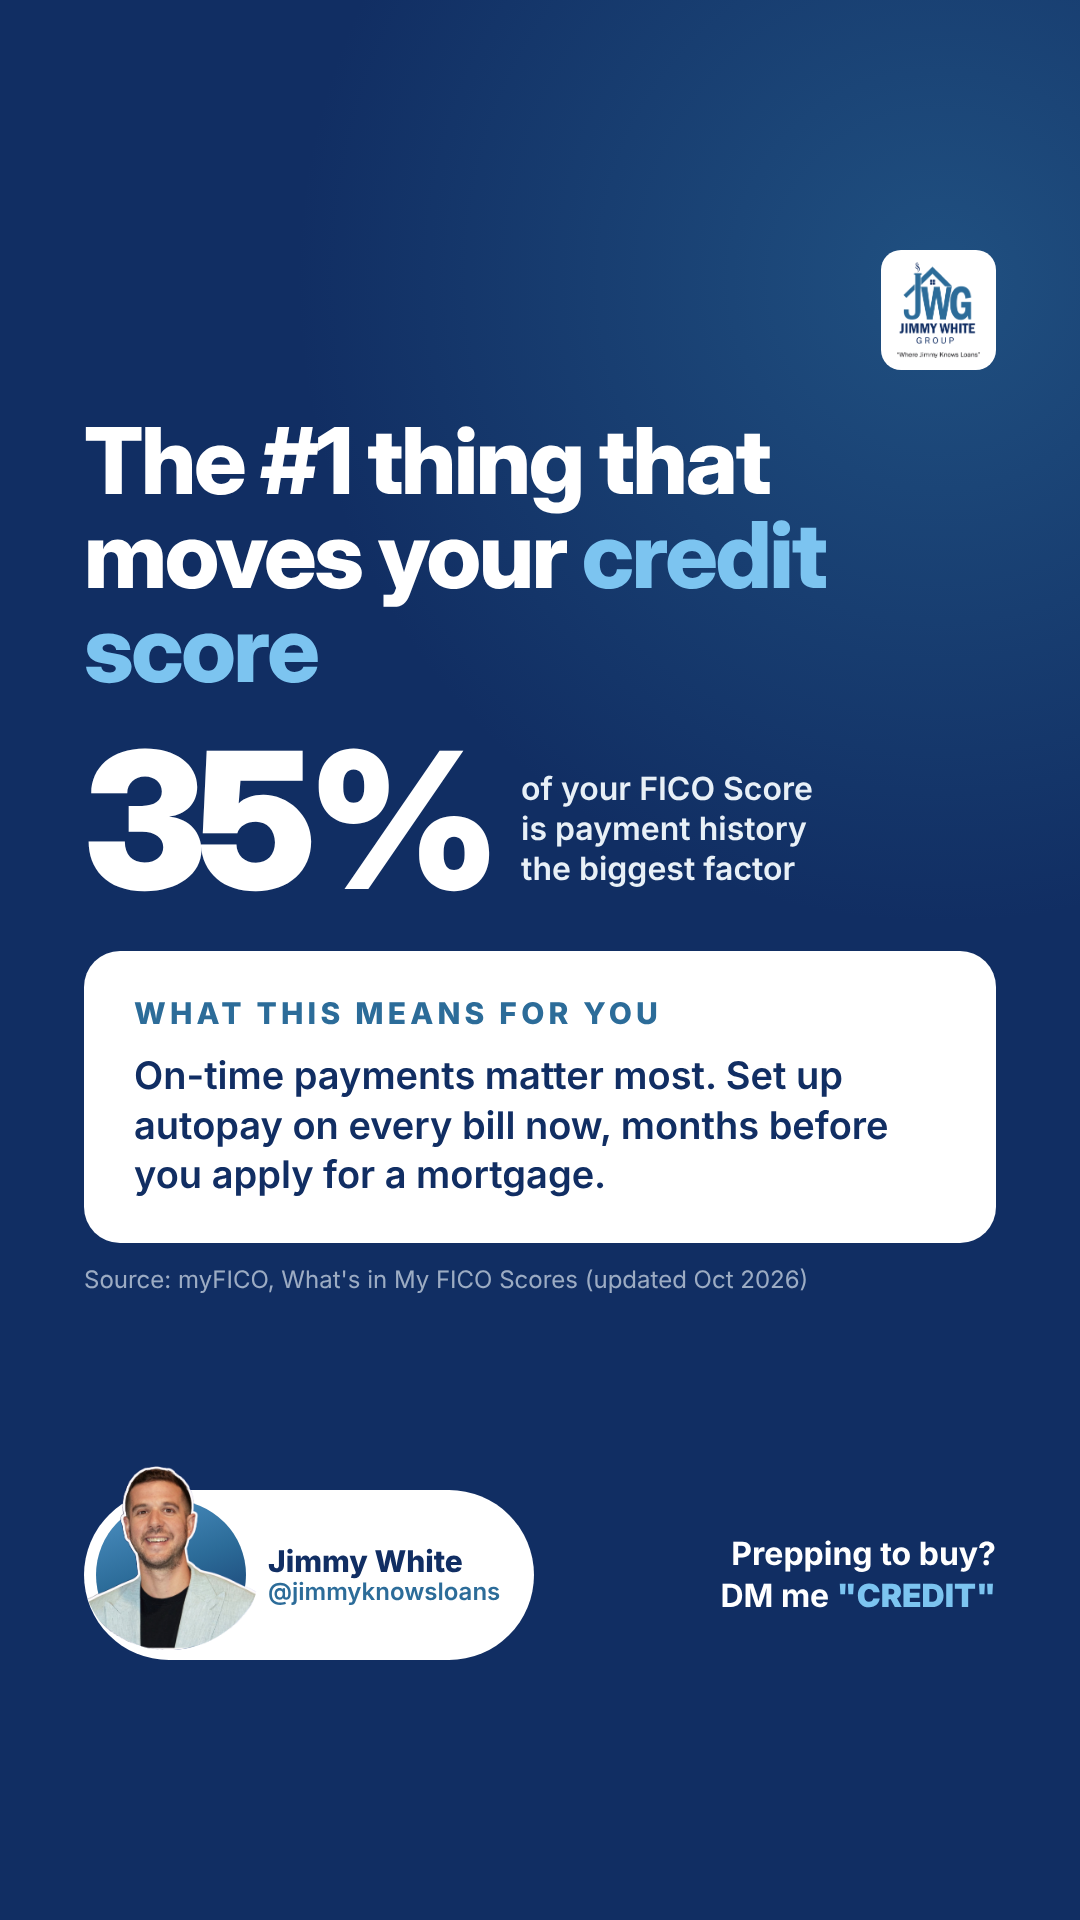 JWG
JIMMY WHITE
GROUP
"Where Jimmy Knows Loans"
The #1 thing that
moves your credit
score
35%
of your FICO Score
is payment history
the biggest factor
WHAT THIS MEANS FOR YOU
On-time payments matter most. Set up
autopay on every bill now, months before
you apply for a mortgage.
Source: myFICO, What's in My FICO Scores (updated Oct 2026)
Jimmy White
@jimmyknowsloans
Prepping to buy?
DM me "CREDIT"